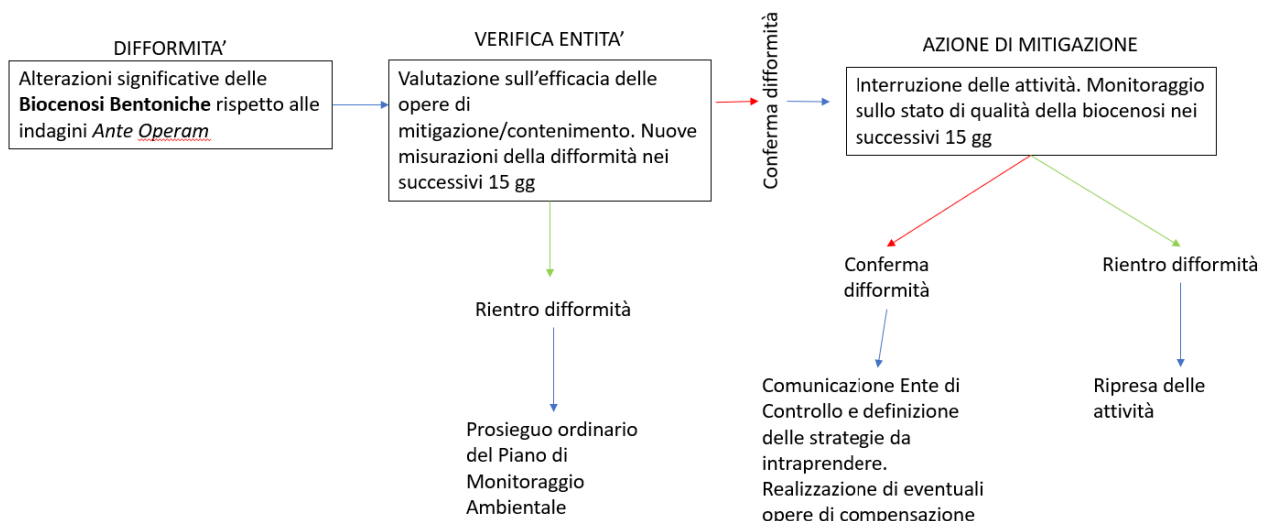 DIFFORMITA’
Alterazioni significative delle
Biocenosi Bentoniche rispetto alle
indagini Ante Operam
VERIFICA ENTITA’
Valutazione sull’efficacia delle
opere di
mitigazione/contenimento. Nuove
misurazioni della difformità nei
successivi 15 gg
Conferma difformità
AZIONE DI MITIGAZIONE
Interruzione delle attività. Monitoraggio
sullo stato di qualità della biocenosi nei
successivi 15 gg
Rientro difformità
Prosieguo ordinario
del Piano di
Monitoraggio
Ambientale
Conferma
difformità
Comunicazione Ente di
Controllo e definizione
delle strategie da
intraprendere.
Realizzazione di eventuali
opere di compensazione
Rientro difformità
Ripresa delle
attività